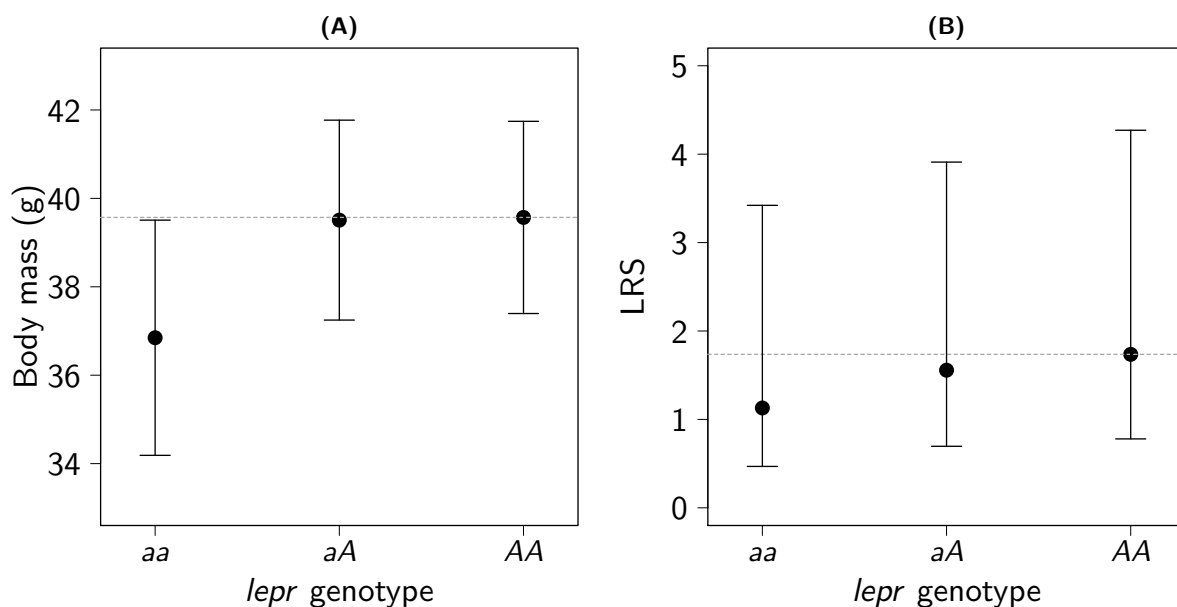 (A)
Body mass (g)
42
40
38
36
34
aa aA AA
lepr genotype
(B)
LRS
5
4
3
2
1
0
aa aA AA
lepr genotype